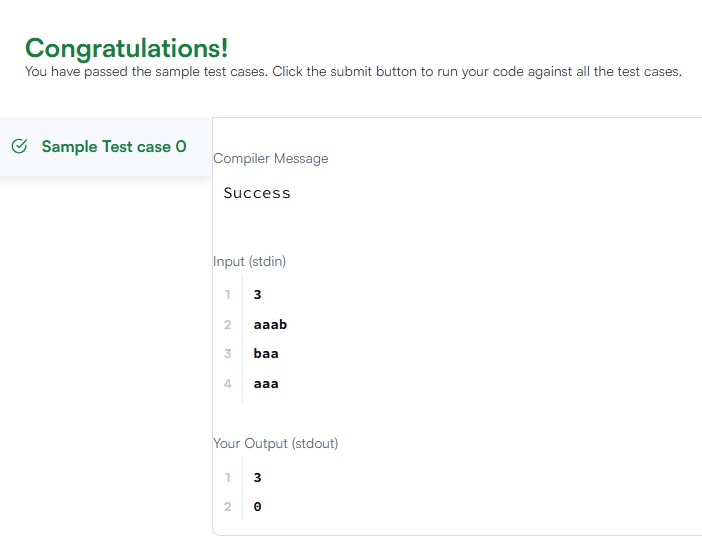 Congratulations!
You have passed the sample test cases. Click the submit button to run your code against all the test cases.
Sample Test case 0
Compiler Message
Success
Input (stdin)
1 3
2 aaab
3 baa
4 aaa
Your Output (stdout)
1 3
2 0